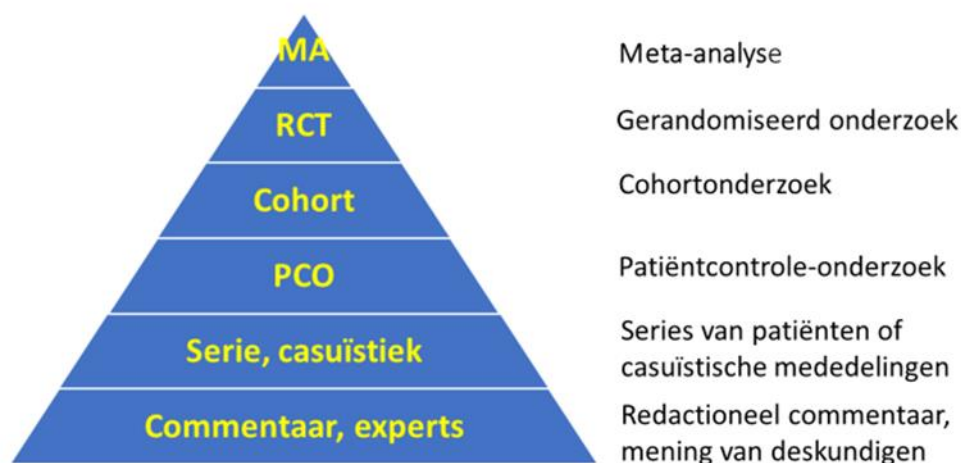 MA
Meta-analyse
RCT
Gerandomiseerd onderzoek
Cohort
Cohortonderzoek
PCO
Patiëntcontrole-onderzoek
Serie, casuïstiek
Series van patiënten of
casuïstische mededelingen
Commentaar, experts
Redactioneel commentaar,
mening van deskundigen